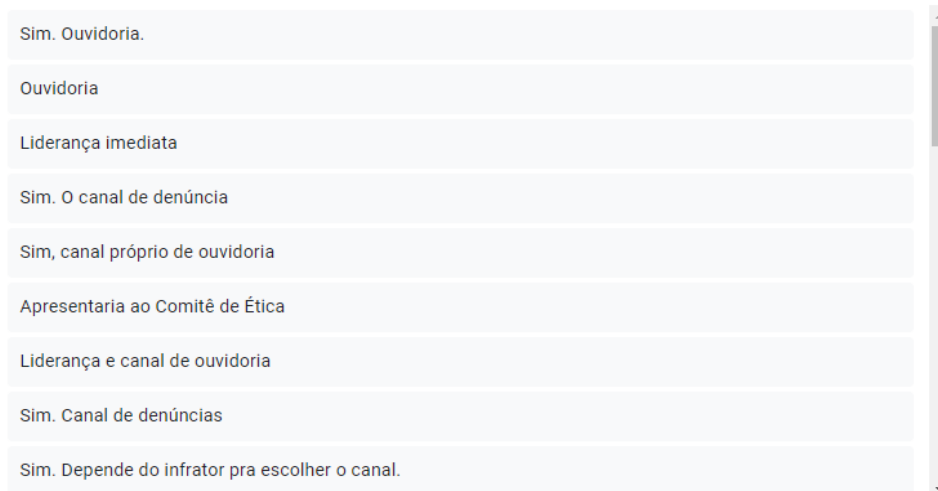 Sim. Ouvidoria.
Ouvidoria
Liderança imediata
Sim. O canal de denúncia
Sim, canal próprio de ouvidoria
Apresentaria ao Comitê de Ética
Liderança e canal de ouvidoria
Sim. Canal de denúncias
Sim. Depende do infrator pra escolher o canal.